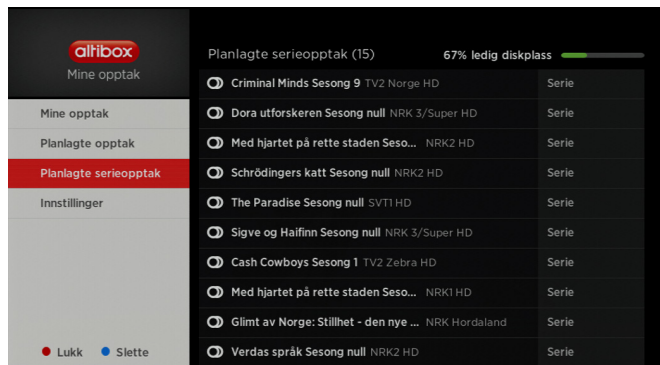 altibox
Mine opptak
Mine opptak
Planlagte opptak
Planlagte serieopptak
Innstillinger
Lukk Slette
Planlagte serieopptak (15) 67% ledig diskplass
Criminal Minds Sesong 9 TV2 Norge HD Serie
Dora utforskeren Sesong null NRK 3/Super HD Serie
Med hjartet på rette staden Seso... NRK2 HD Serie
Schrödingers katt Sesong null NRK2 HD Serie
The Paradise Sesong null SVT1 HD Serie
Sigve og Haifinn Sesong null NRK 3/Super HD Serie
Cash Cowboys Sesong 1 TV2 Zebra HD Serie
Med hjartet på rette staden Seso... NRK1 HD Serie
Glimt av Norge: Stillhet - den nye ... NRK Hordaland Serie
Verdas språk Sesong null NRK2 HD Serie